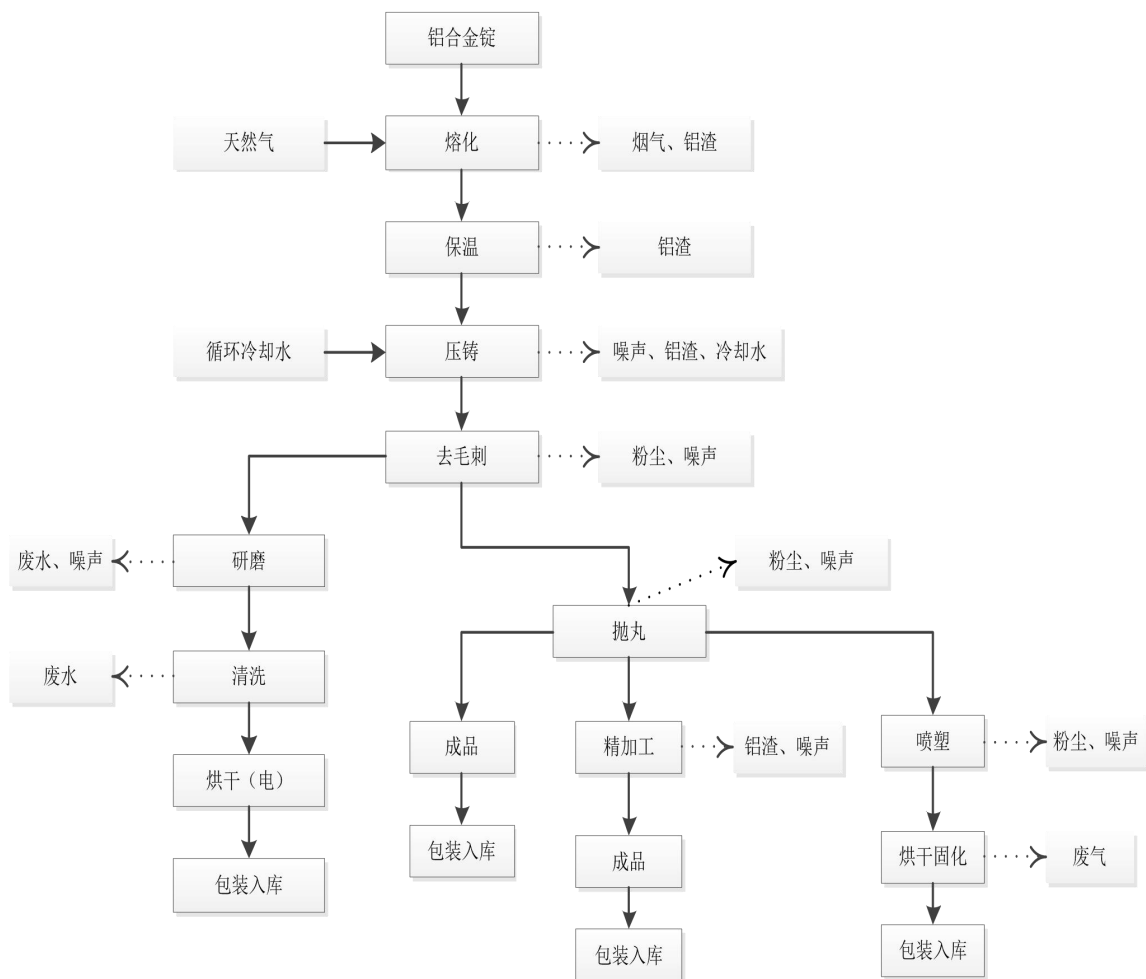 铝合金锭
天然气
熔化
烟气、铝渣
保温
铝渣
循环冷却水
压铸
噪声、铝渣、冷却水
去毛刺
粉尘、噪声
废水、噪声
研磨
粉尘、噪声
抛丸
废水
清洗
成品
精加工
铝渣、噪声
喷塑
粉尘、噪声
烘干（电）
包装入库
成品
烘干固化
废气
包装入库
包装入库
包装入库